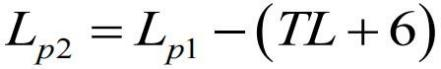 L_{p2} = L_{p1} − (TL + 6)